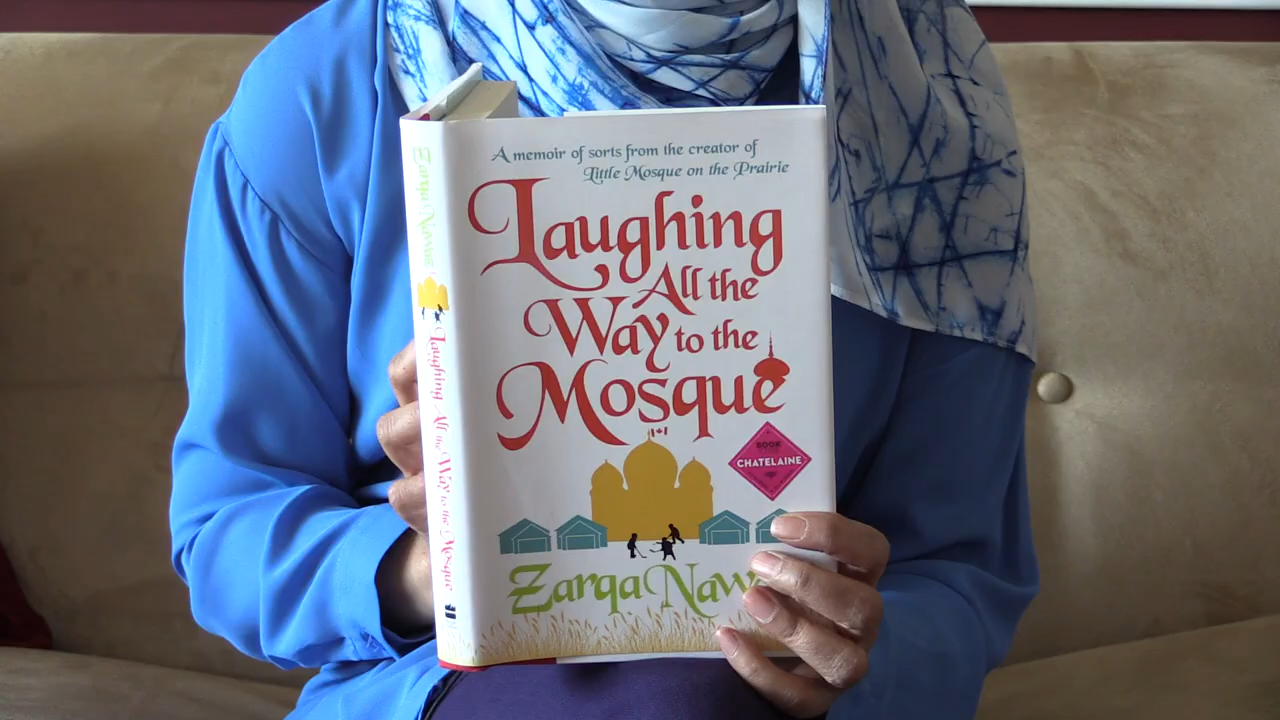 A memoir of sorts from the creator of
Little Mosque on the Prairie
Laughing
All the
Way to the
Mosque
BOOK
CHATELAINE
Zarqa Naw
Zarqa Nawaz
Laughing All the Way to the Mosque